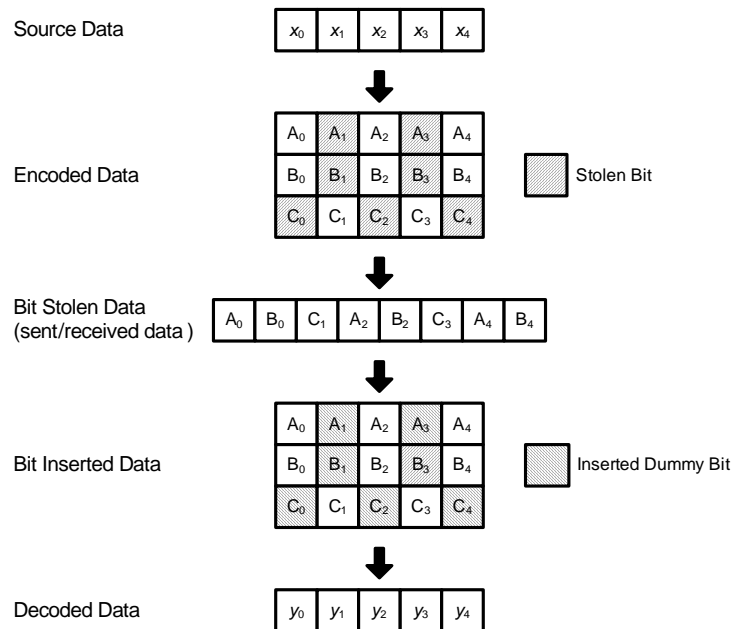 Source Data
x₀ x₁ x₂ x₃ x₄
A₀ A₁ A₂ A₃ A₄
Encoded Data
B₀ B₁ B₂ B₃ B₄
Stolen Bit
C₀ C₁ C₂ C₃ C₄
Bit Stolen Data
(sent/received data )
A₀ B₀ C₁ A₂ B₂ C₃ A₄ B₄
A₀ A₁ A₂ A₃ A₄
Bit Inserted Data
B₀ B₁ B₂ B₃ B₄
Inserted Dummy Bit
C₀ C₁ C₂ C₃ C₄
Decoded Data
y₀ y₁ y₂ y₃ y₄